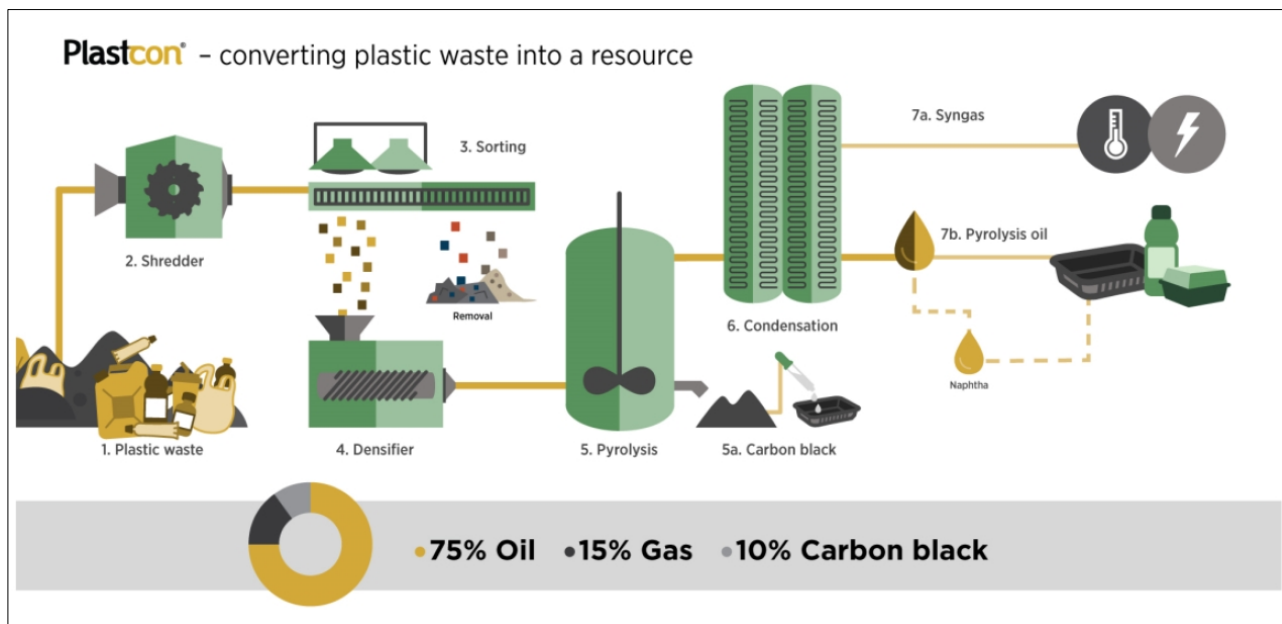 Plastcon® – converting plastic waste into a resource
7a. Syngas
3. Sorting
2. Shredder
7b. Pyrolysis oil
Removal
6. Condensation
Naphtha
1. Plastic waste
4. Densifier
5. Pyrolysis
5a. Carbon black
75% Oil
15% Gas
10% Carbon black